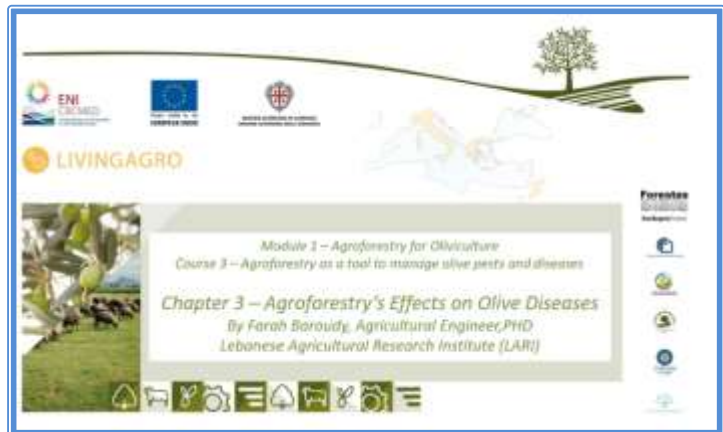 ENI
CBCMED
LIVINGAGRO
Forestas
Module 1 – Agroforestry for Oliviculture
Course 3 – Agroforestry as a tool to manage olive pests and diseases
Chapter 3 – Agroforestry's Effects on Olive Diseases
By Farah Baroudy, Agricultural Engineer,PHD
Lebanese Agricultural Research Institute (LARI)